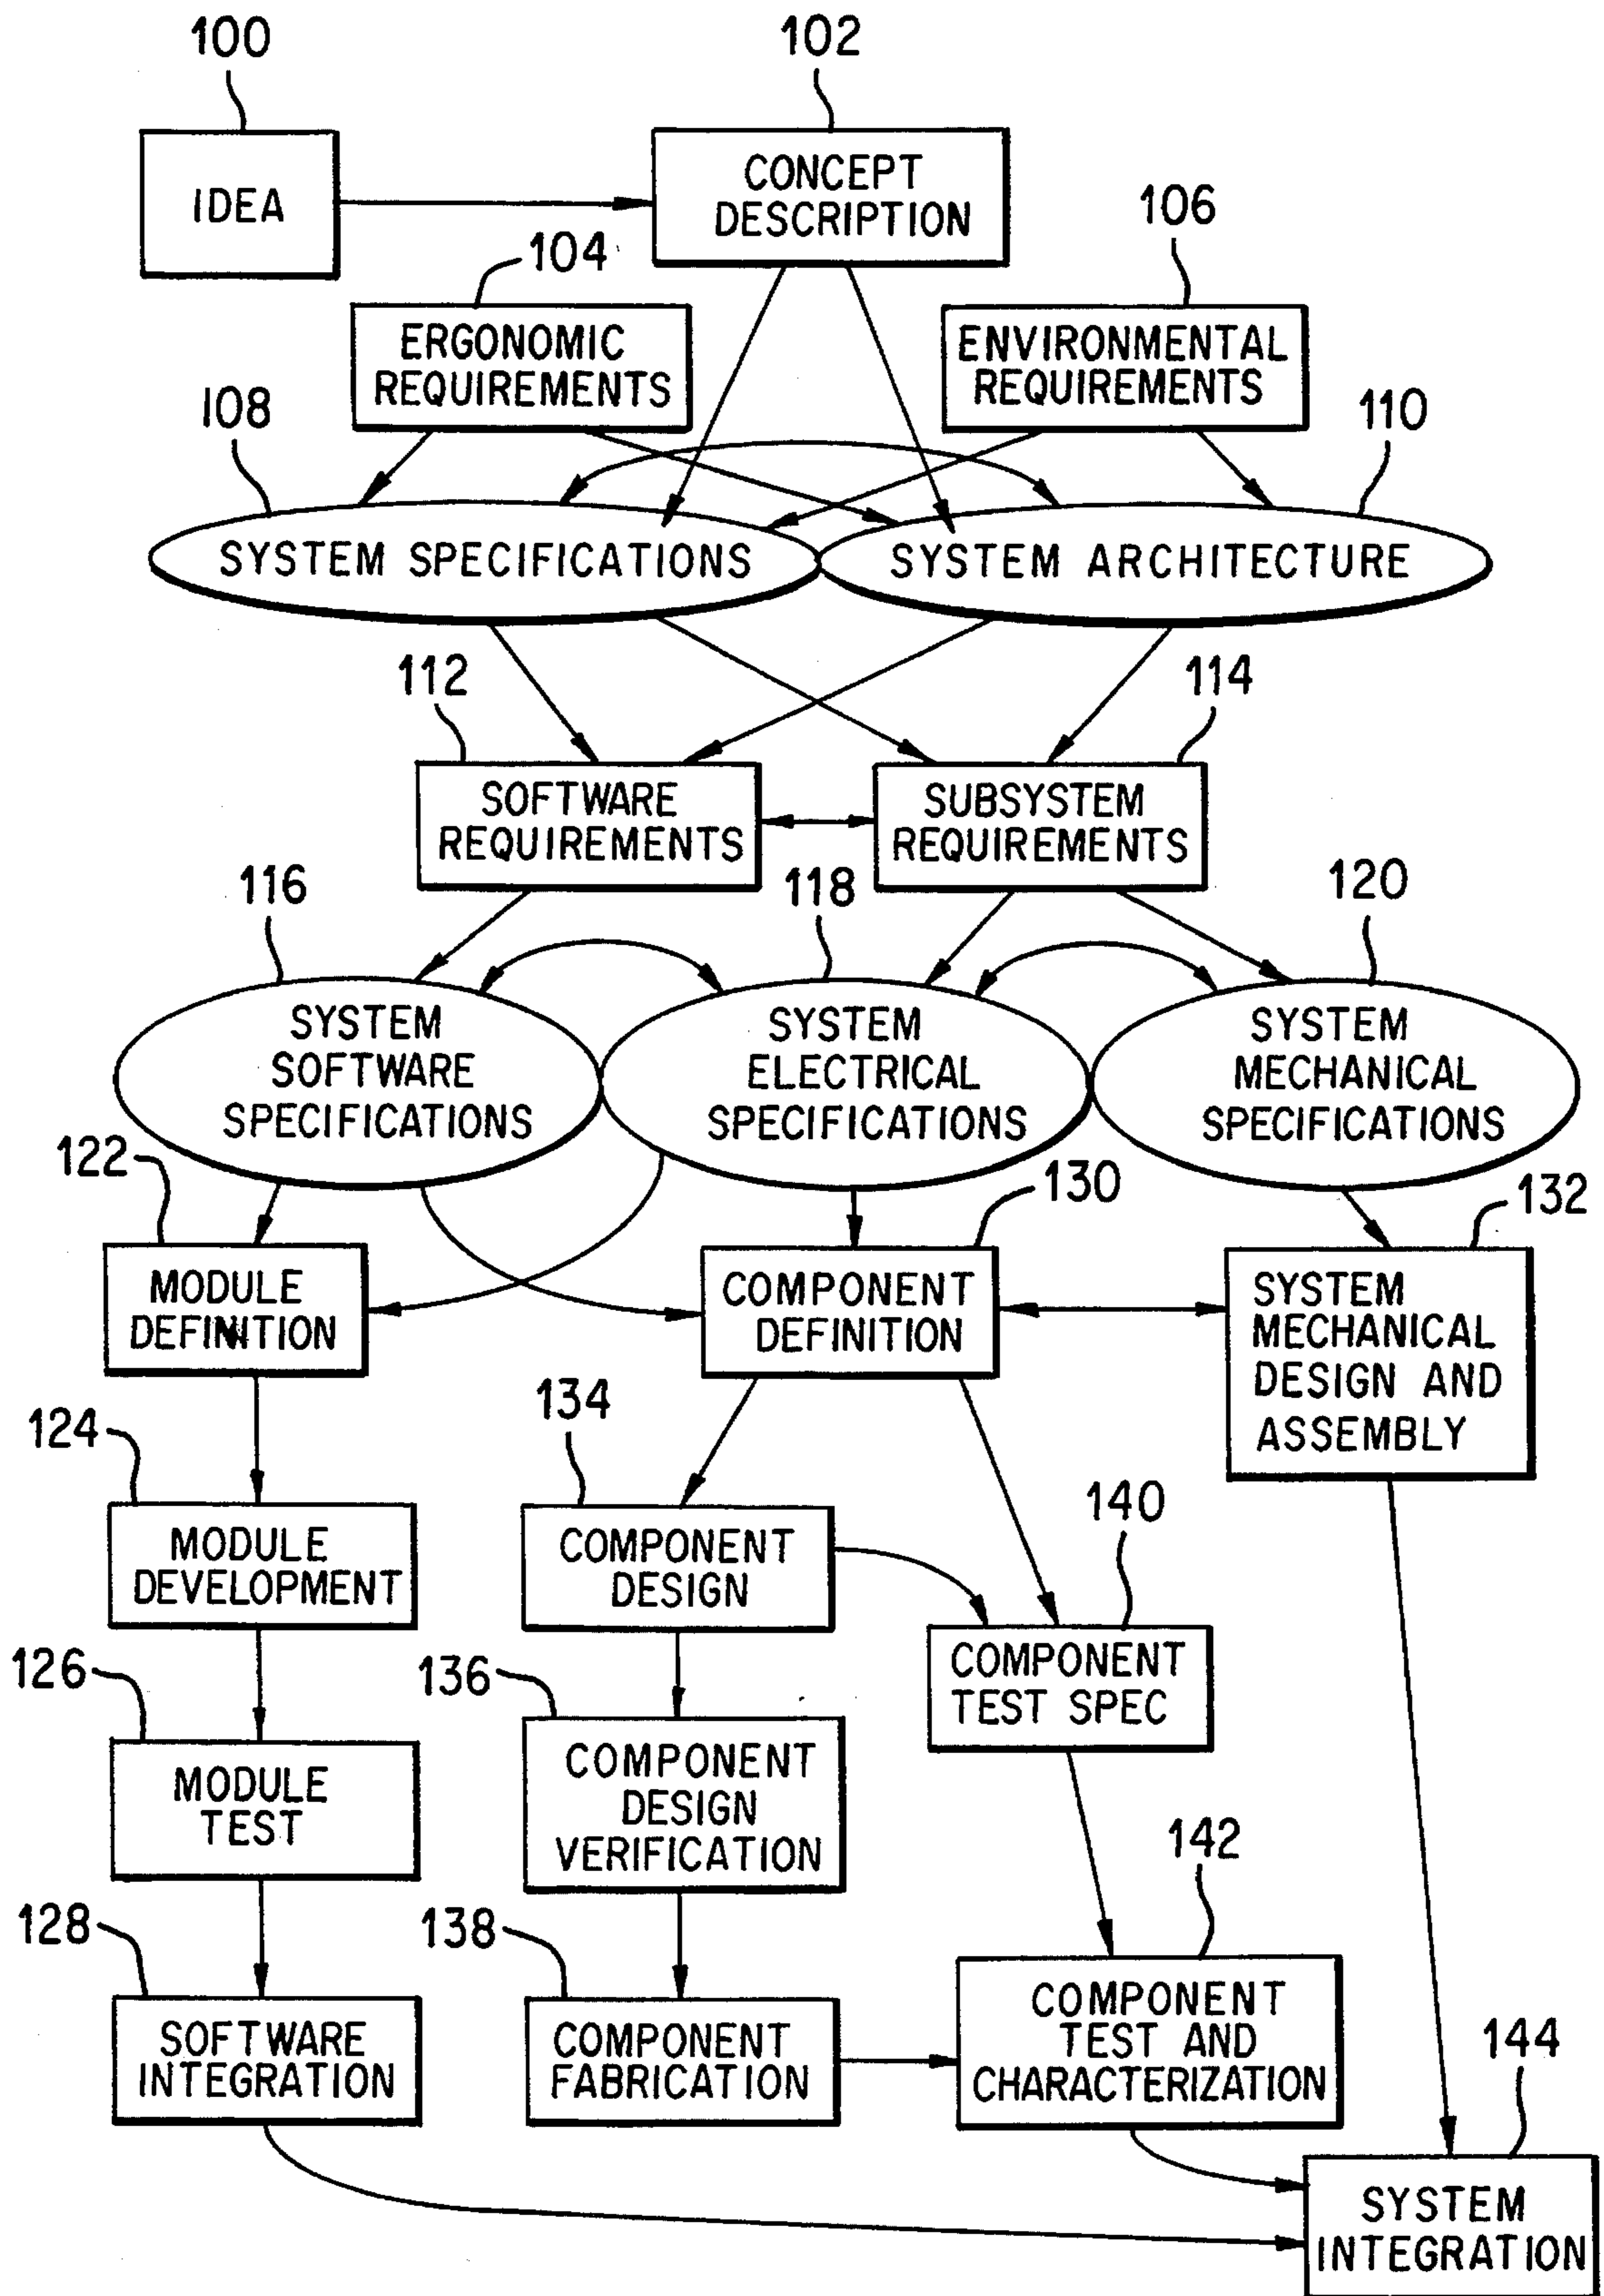 100
102
IDEA
CONCEPT
DESCRIPTION
104
106
ERGONOMIC
REQUIREMENTS
ENVIRONMENTAL
REQUIREMENTS
108
110
SYSTEM SPECIFICATIONS
SYSTEM ARCHITECTURE
112
114
SOFTWARE
REQUIREMENTS
SUBSYSTEM
REQUIREMENTS
116
118
120
SYSTEM
SOFTWARE
SPECIFICATIONS
SYSTEM
ELECTRICAL
SPECIFICATIONS
SYSTEM
MECHANICAL
SPECIFICATIONS
122
130
132
MODULE
DEFINITION
COMPONENT
DEFINITION
SYSTEM
MECHANICAL
DESIGN AND
ASSEMBLY
124
134
140
MODULE
DEVELOPMENT
COMPONENT
DESIGN
COMPONENT
TEST SPEC
126
136
MODULE
TEST
COMPONENT
DESIGN
VERIFICATION
142
128
138
SOFTWARE
INTEGRATION
COMPONENT
FABRICATION
COMPONENT
TEST AND
CHARACTERIZATION
144
SYSTEM
INTEGRATION